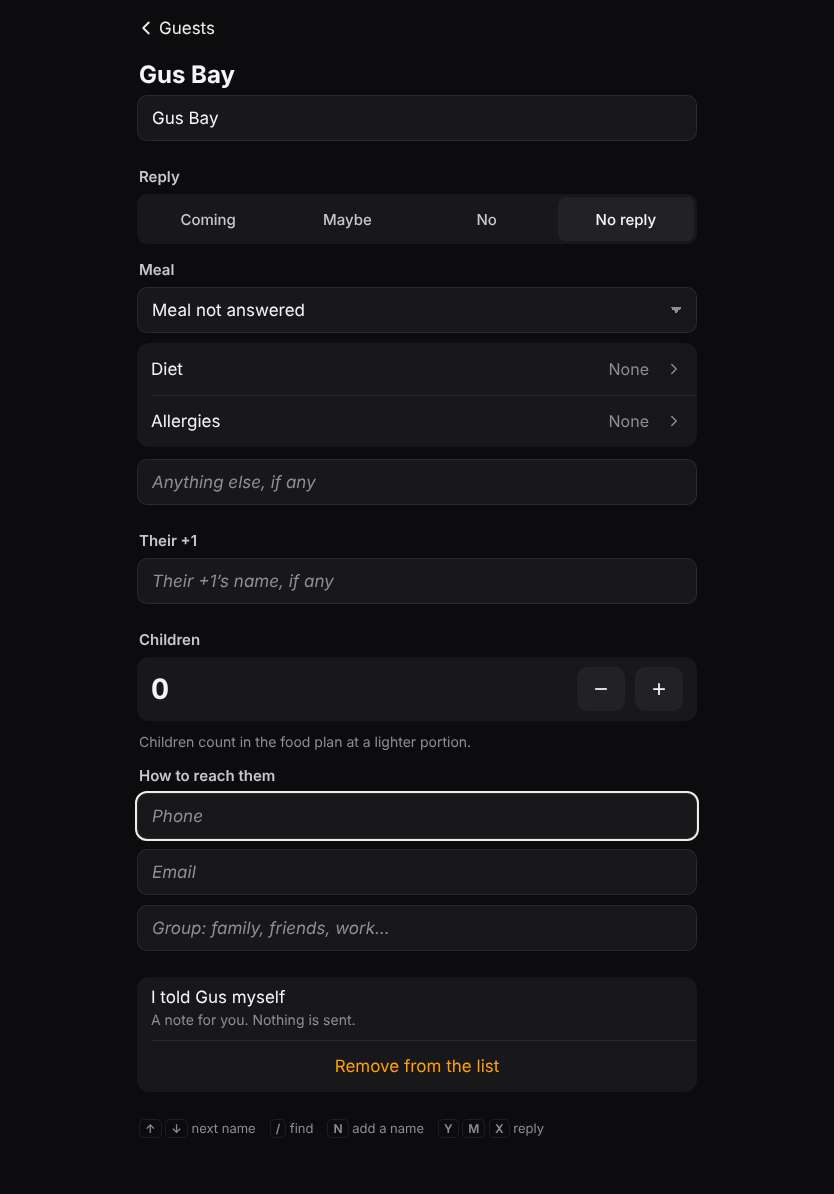 Guests
Gus Bay
Gus Bay
Reply
Coming Maybe No No reply
Meal
Meal not answered
Diet None
Allergies None
Anything else, if any
Their +1
Their +1’s name, if any
Children
0 − +
Children count in the food plan at a lighter portion.
How to reach them
Phone
Email
Group: family, friends, work…
I told Gus myself
A note for you. Nothing is sent.
Remove from the list
↑ ↓ next name / find N add a name Y M X reply